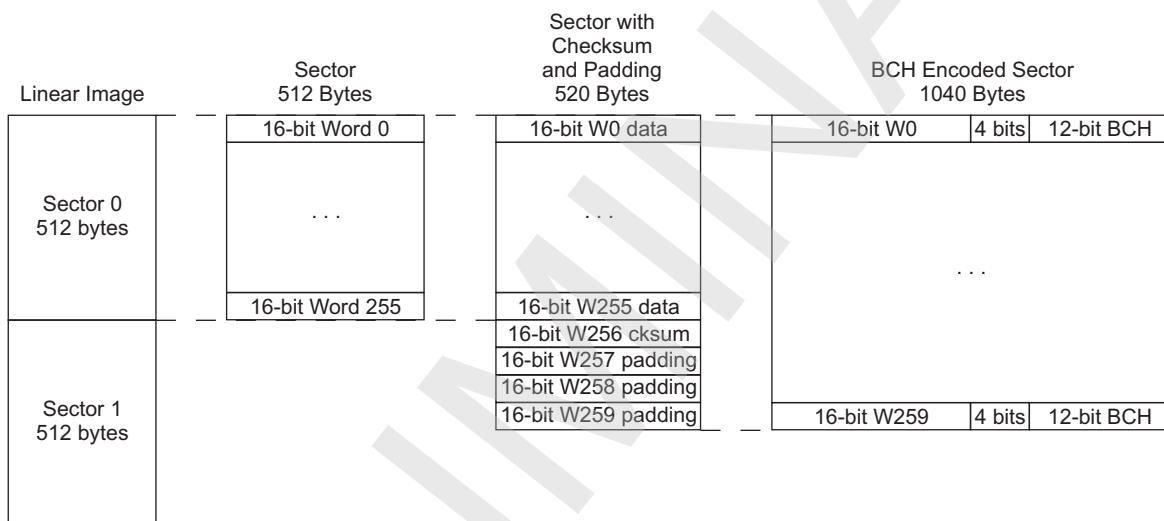 Linear Image
Sector 0
512 bytes
Sector 1
512 bytes
Sector
512 Bytes
16-bit Word 0
. . .
16-bit Word 255
Sector with
Checksum
and Padding
520 Bytes
16-bit W0 data
. . .
16-bit W255 data
16-bit W256 cksum
16-bit W257 padding
16-bit W258 padding
16-bit W259 padding
BCH Encoded Sector
1040 Bytes
16-bit W0 4 bits 12-bit BCH
. . .
16-bit W259 4 bits 12-bit BCH
IMINA